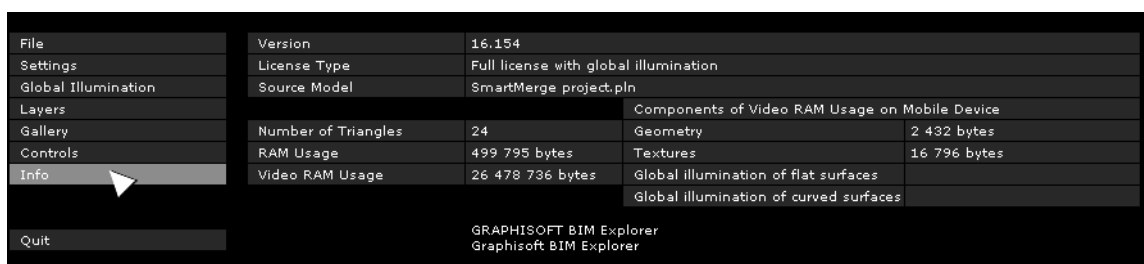 File Version 16.154
Settings License Type Full license with global illumination
Global Illumination Source Model SmartMerge project.pln
Layers Components of Video RAM Usage on Mobile Device
Gallery Number of Triangles 24 Geometry 2 432 bytes
Controls RAM Usage 499 795 bytes Textures 16 796 bytes
Info Video RAM Usage 26 478 736 bytes Global illumination of flat surfaces
Global illumination of curved surfaces
GRAPHISOFT BIM Explorer
Quit Graphisoft BIM Explorer